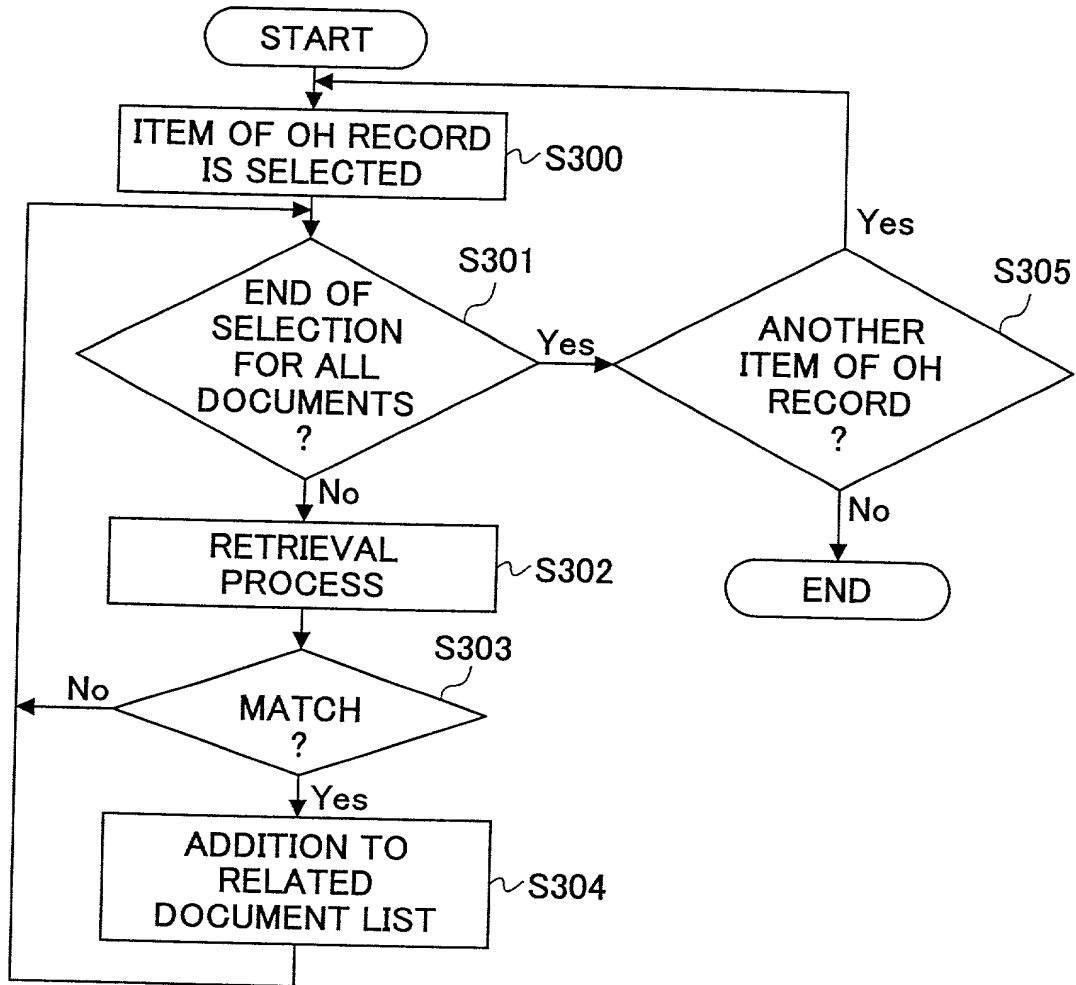 START
ITEM OF OH RECORD
IS SELECTED
S300
Yes
S301
S305
END OF
SELECTION
FOR ALL
DOCUMENTS
?
Yes
ANOTHER
ITEM OF OH
RECORD
?
No
No
RETRIEVAL
PROCESS
S302
END
S303
No
MATCH
?
Yes
ADDITION TO
RELATED
DOCUMENT LIST
S304